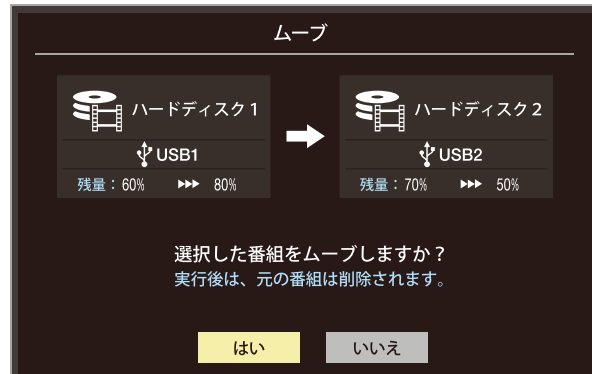 ムーブ
ハードディスク1
USB1
残量：60% ▶▶▶ 80%
ハードディスク2
USB2
残量：70% ▶▶▶ 50%
選択した番組をムーブしますか？
実行後は、元の番組は削除されます。
はい
いいえ